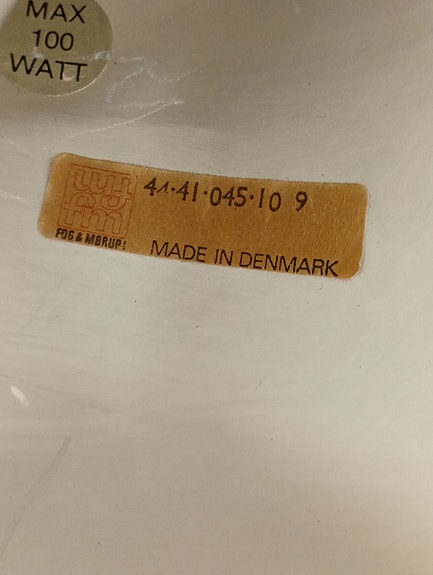 MAX
100
WATT
44·41·045·10 9
FOG & MØRUP
MADE IN DENMARK